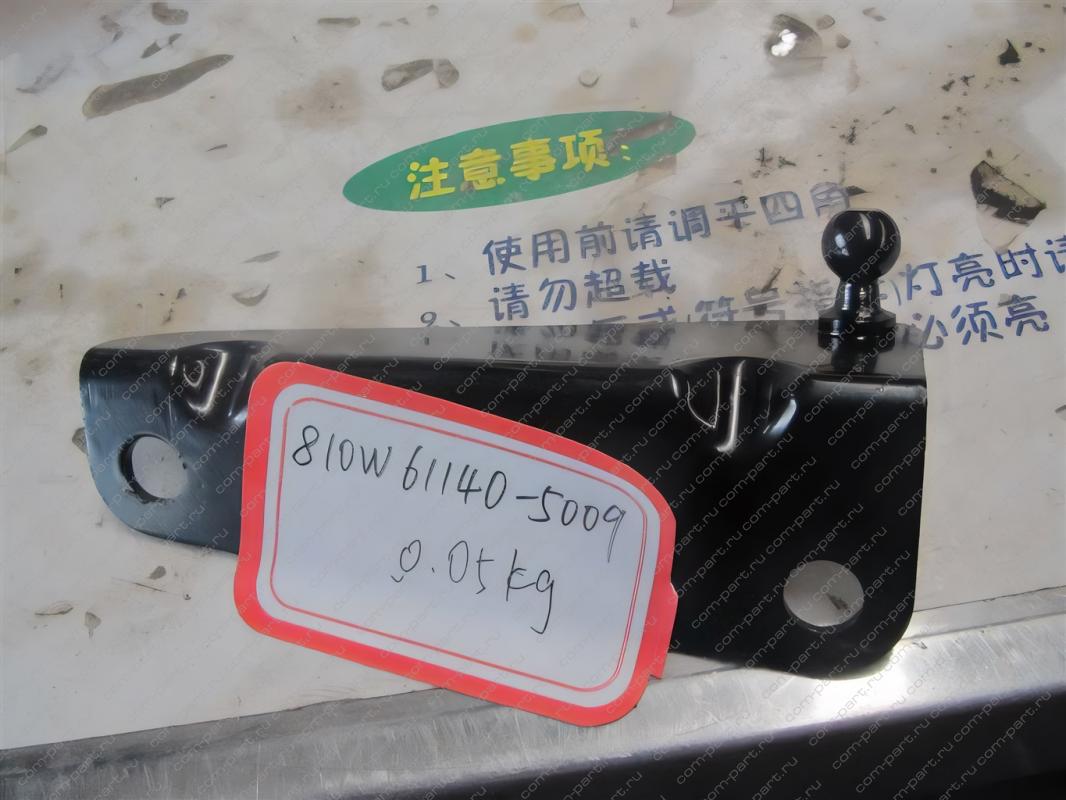 注意事项:
1、使用前请调平四角
请勿超载
灯亮时请
必须亮
810W61140-5009
0.05kg
com-part.ru